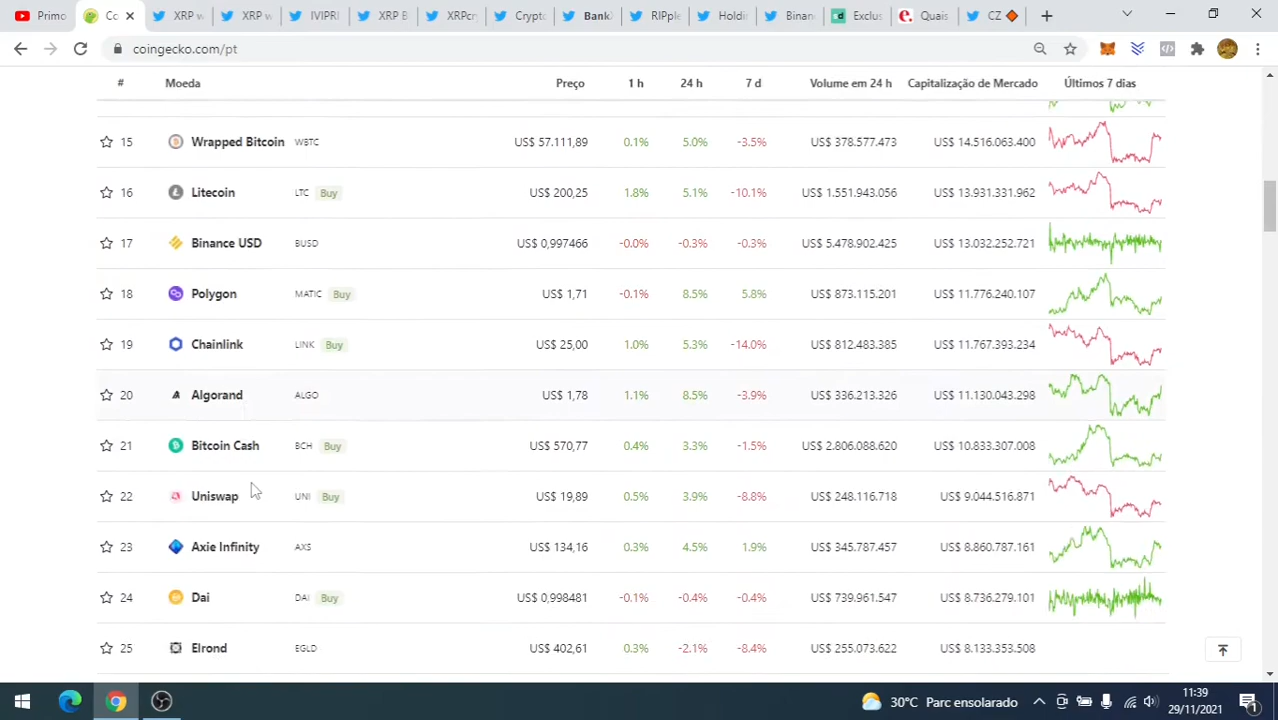 Primo
Co
XRP w
XRP w
IVIPRI
XRP B
XRPcry
Crypto
Bank
RIPple
Holdi
Binan
Exclus
Quais
CZ
coingecko.com/pt
# Moeda Preço 1 h 24 h 7 d Volume em 24 h Capitalização de Mercado Últimos 7 dias
15 Wrapped Bitcoin WBTC US$ 57.111,89 0.1% 5.0% -3.5% US$ 378.577.473 US$ 14.516.063.400
16 Litecoin LTC Buy US$ 200,25 1.8% 5.1% -10.1% US$ 1.551.943.056 US$ 13.931.331.962
17 Binance USD BUSD US$ 0,997466 -0.0% -0.3% -0.3% US$ 5.478.902.425 US$ 13.032.252.721
18 Polygon MATIC Buy US$ 1,71 -0.1% 8.5% 5.8% US$ 873.115.201 US$ 11.776.240.107
19 Chainlink LINK Buy US$ 25,00 1.0% 5.3% -14.0% US$ 812.483.385 US$ 11.767.393.234
20 Algorand ALGO US$ 1,78 1.1% 8.5% -3.9% US$ 336.213.326 US$ 11.130.043.298
21 Bitcoin Cash BCH Buy US$ 570,77 0.4% 3.3% -1.5% US$ 2.806.088.620 US$ 10.833.307.008
22 Uniswap UNI Buy US$ 19,89 0.5% 3.9% -8.8% US$ 248.116.718 US$ 9.044.516.871
23 Axie Infinity AXS US$ 134,16 0.3% 4.5% 1.9% US$ 345.787.457 US$ 8.860.787.161
24 Dai DAI Buy US$ 0,998481 -0.1% -0.4% -0.4% US$ 739.961.547 US$ 8.736.279.101
25 Elrond EGLD US$ 402,61 0.3% -2.1% -8.4% US$ 255.073.622 US$ 8.133.353.508
30°C Parc ensolarado
11:39
29/11/2021
1